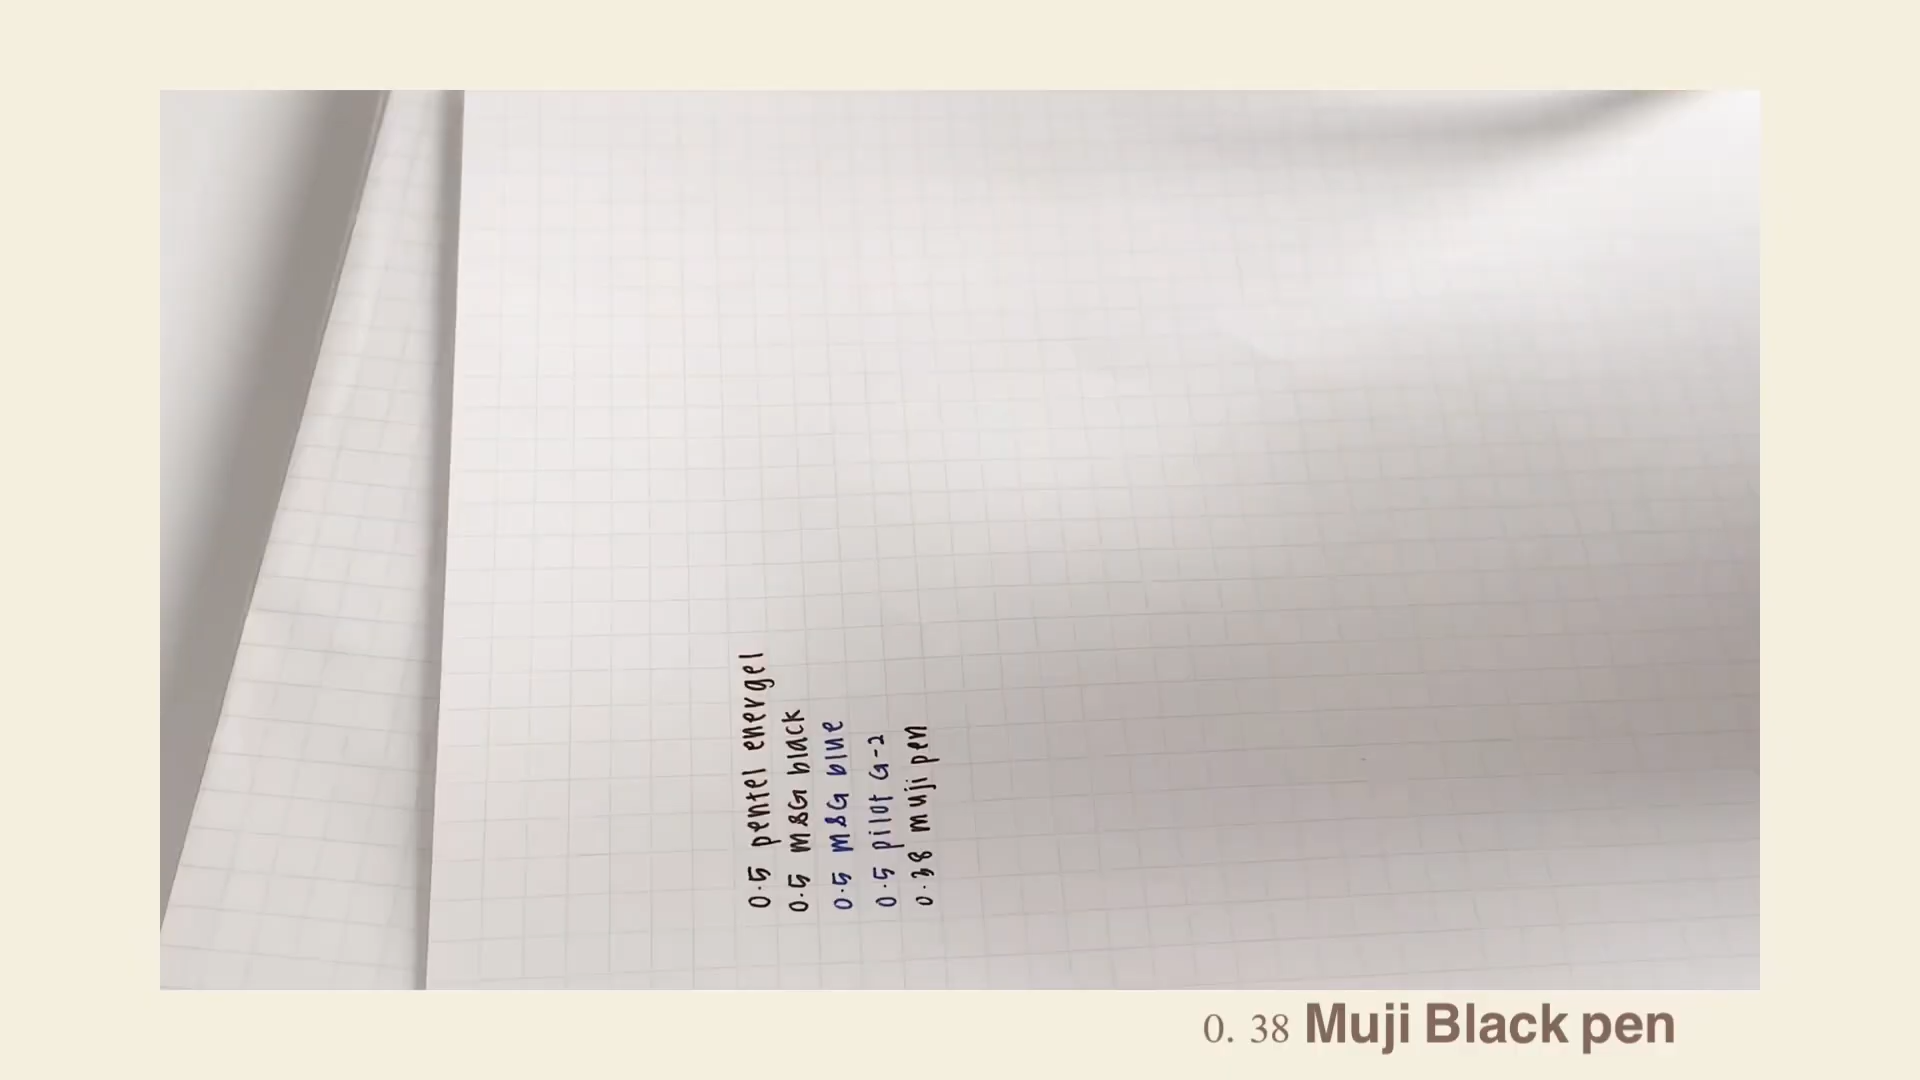 0.5 pentel energel
0.5 M&G black
0.5 M&G blue
0.5 pilot G-2
0.38 muji pen
0. 38 Muji Black pen